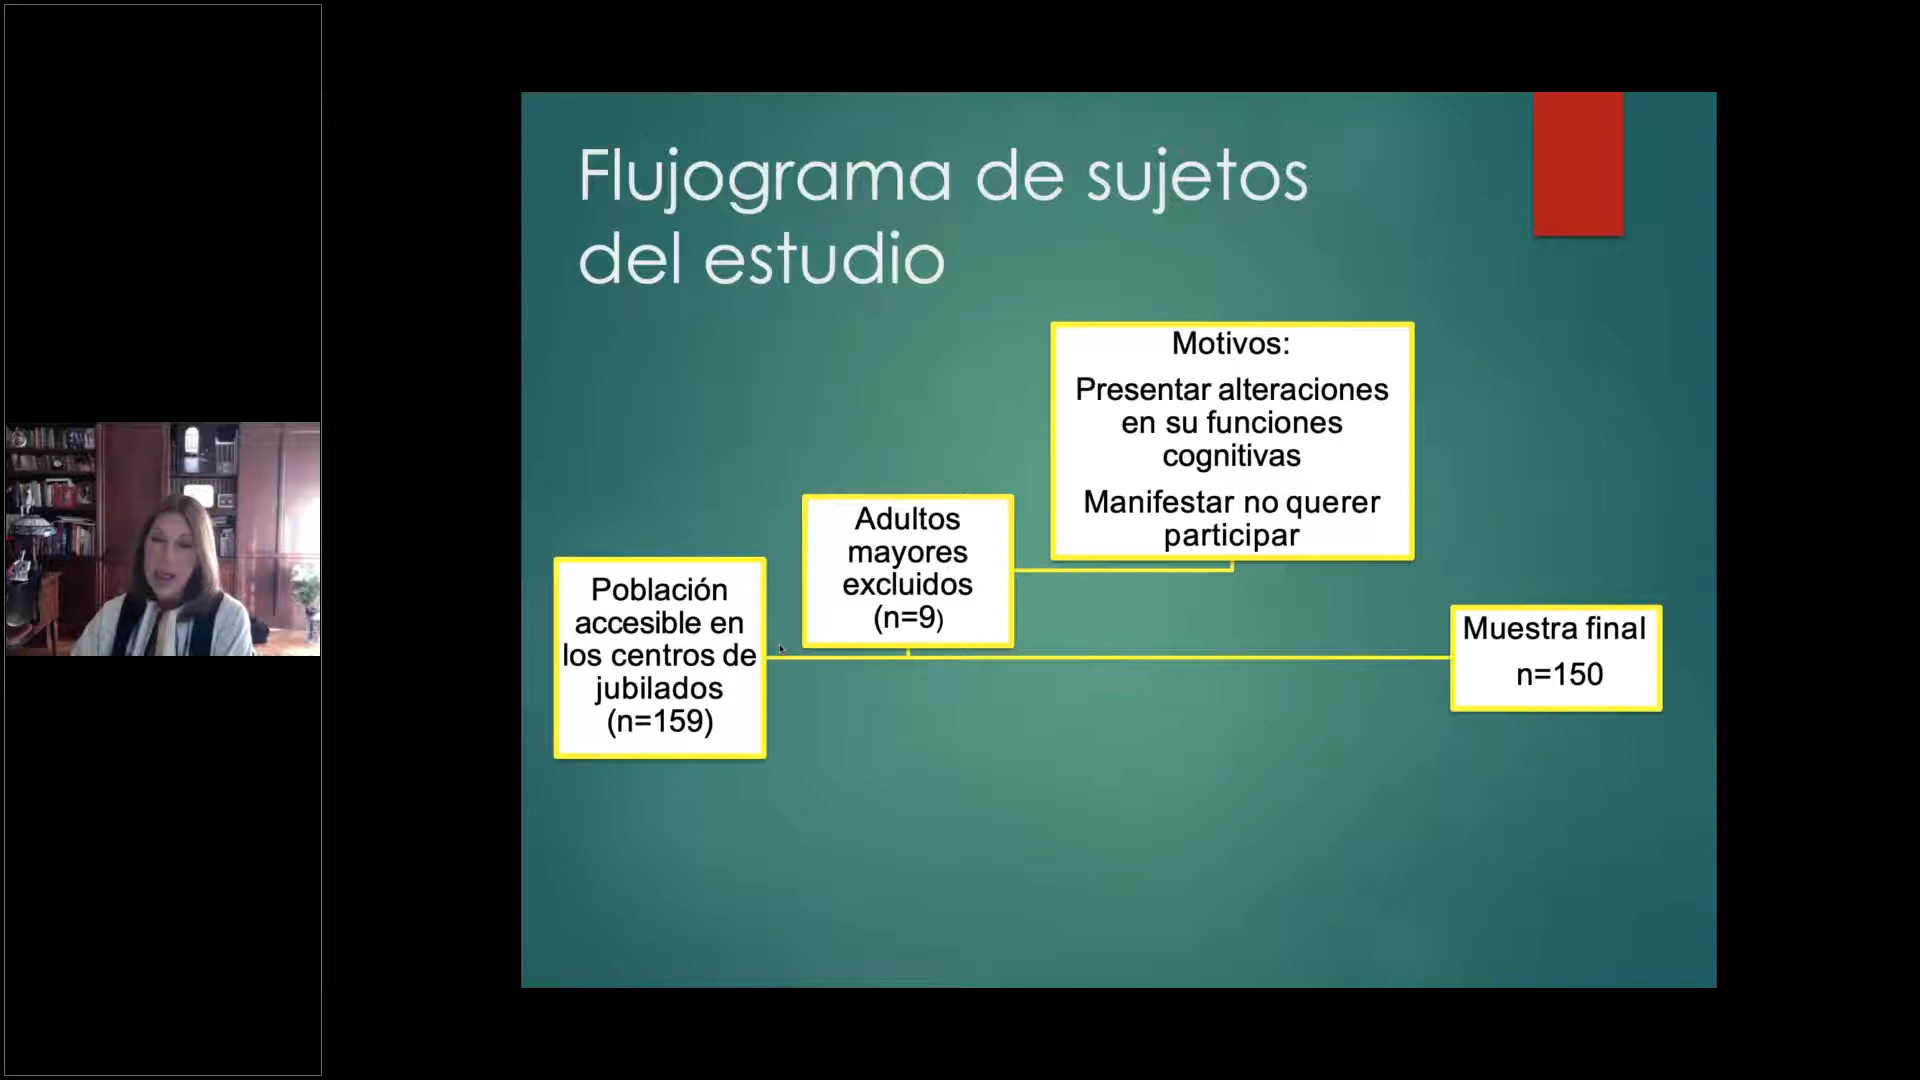 Flujograma de sujetos
del estudio
Motivos:
Presentar alteraciones
en su funciones
cognitivas
Manifestar no querer
participar
Adultos
mayores
excluidos
(n=9)
Población
accesible en
los centros de
jubilados
(n=159)
Muestra final
n=150